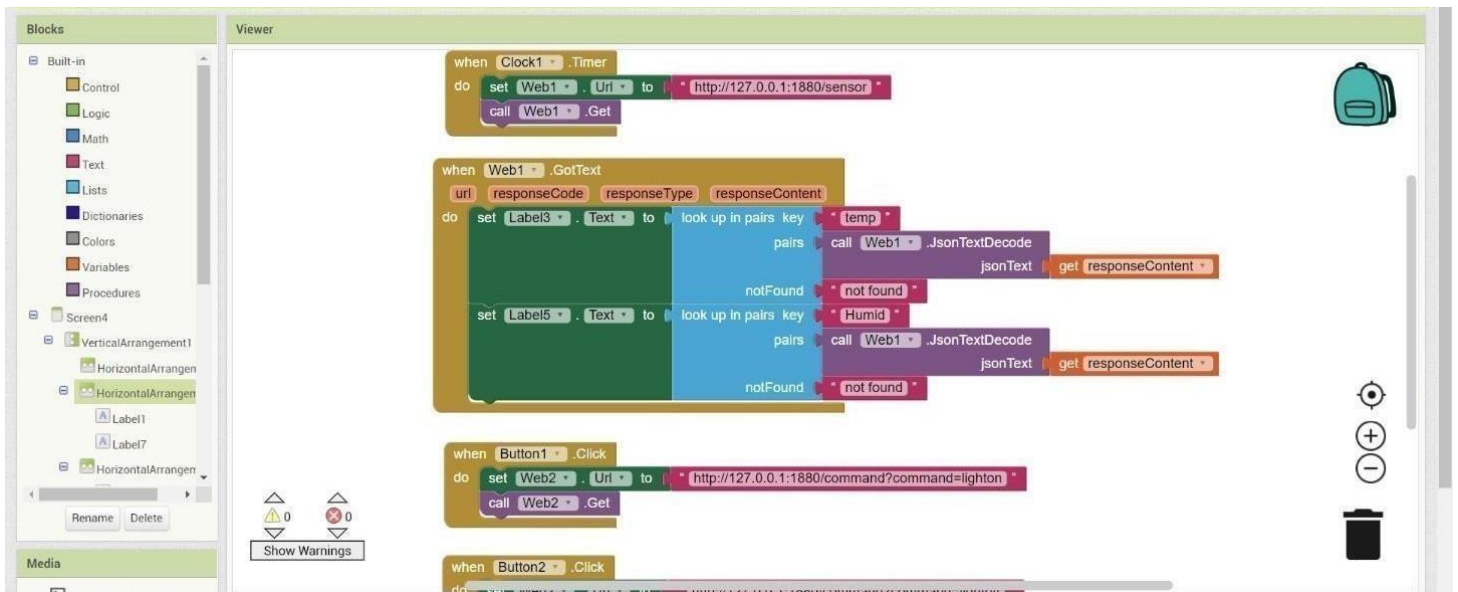 Blocks
Viewer
Built-in
Control
Logic
Math
Text
Lists
Dictionaries
Colors
Variables
Procedures
Screen4
VerticalArrangement1
HorizontalArrangen
HorizontalArrangen
Label1
Label7
HorizontalArrangen
Rename Delete
Media
when Clock1 .Timer
do set Web1 . Url to " http://127.0.0.1:1880/sensor "
call Web1 .Get
when Web1 .GotText
url responseCode responseType responseContent
do set Label3 . Text to look up in pairs key " temp "
pairs call Web1 .JsonTextDecode
jsonText get responseContent
notFound " not found "
set Label5 . Text to look up in pairs key " Humid "
pairs call Web1 .JsonTextDecode
jsonText get responseContent
notFound " not found "
when Button1 .Click
do set Web2 . Url to " http://127.0.0.1:1880/command?command=lighton "
call Web2 .Get
when Button2 .Click
do set Web2 . Url to
0 0
Show Warnings